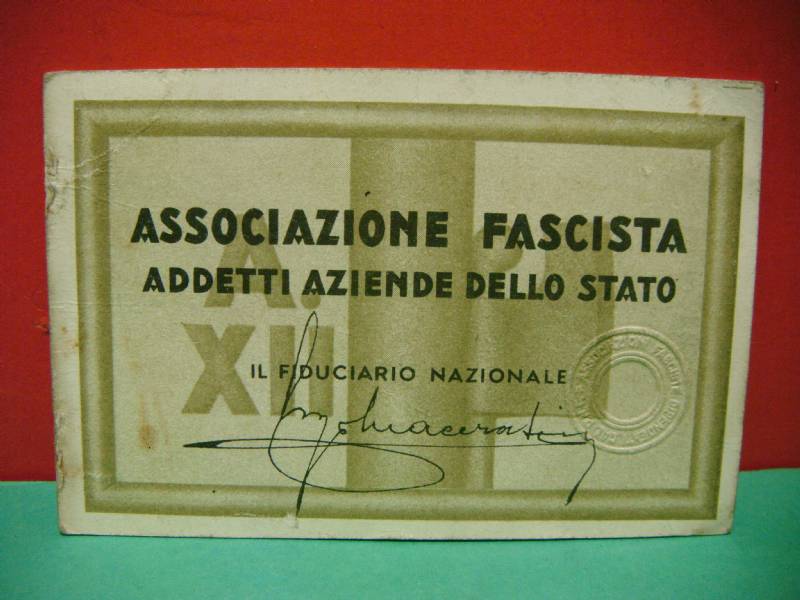 ASSOCIAZIONE FASCISTA
ADDETTI AZIENDE DELLO STATO
A.
XII
IL FIDUCIARIO NAZIONALE